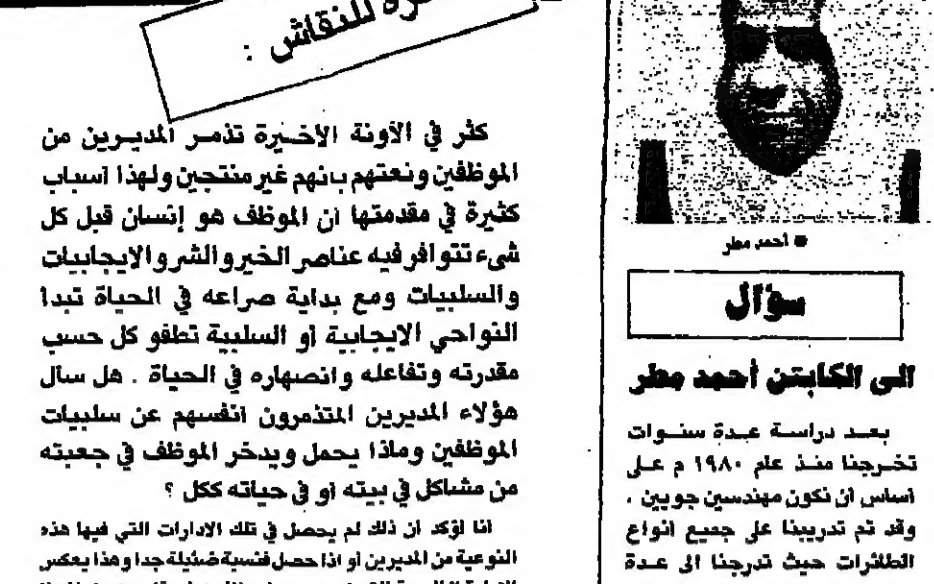 للنقاش :
كثر في الآونة الأخيرة تذمر المديرين من
الموظفين ونعتهم بانهم غير منتجين ولهذا اسباب
كثيرة في مقدمتها ان الموظف هو إنسان قبل كل
شيء تتوافر فيه عناصر الخير والشر والايجابيات
والسلبيات ومع بداية صراعه في الحياة تبدا
النواحي الايجابية او السلبية تطفو كل حسب
مقدرته وتفاعله وانصهاره في الحياة . هل سال
هؤلاء المديرين المتذمرون انفسهم عن سلبيات
الموظفين وماذا يحمل ويدخر الموظف في جعبته
من مشاكل في بيته او في حياته ككل ؟
انا اؤكد ان ذلك لم يحصل في تلك الادارات التي فيها هذه
النوعية من المديرين او اذا حصل فنسبة ضئيلة جدا وهذا يعكس
أحمد مطر
سؤال
الى الكابتن أحمد مطر
بعد دراسة عدة سنوات
تخرجنا منذ عام ١٩٨٠ م على
اساس ان نكون مهندسين جويين ،
وقد تم تدريبنا على جميع انواع
الطائرات حيث تدرجنا الى عدة